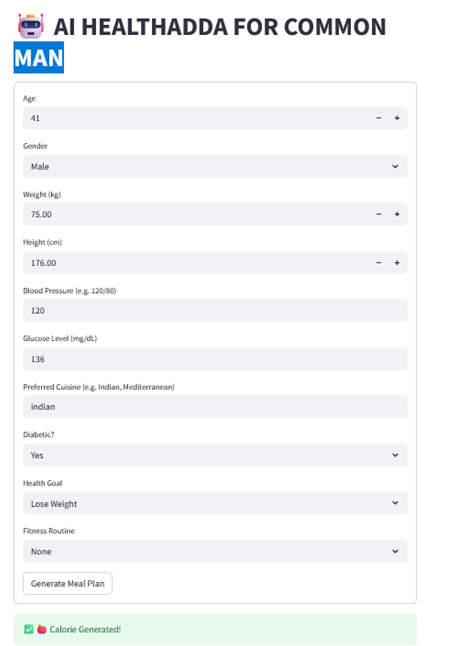 AI HEALTHADDA FOR COMMON
MAN
Age
41
Gender
Male
Weight (kg)
75.00
Height (cm)
176.00
Blood Pressure (e.g. 120/80)
120
Glucose Level (mg/dL)
136
Preferred Cuisine (e.g. Indian, Mediterranean)
indian
Diabetic?
Yes
Health Goal
Lose Weight
Fitness Routine
None
Generate Meal Plan
Calorie Generated!